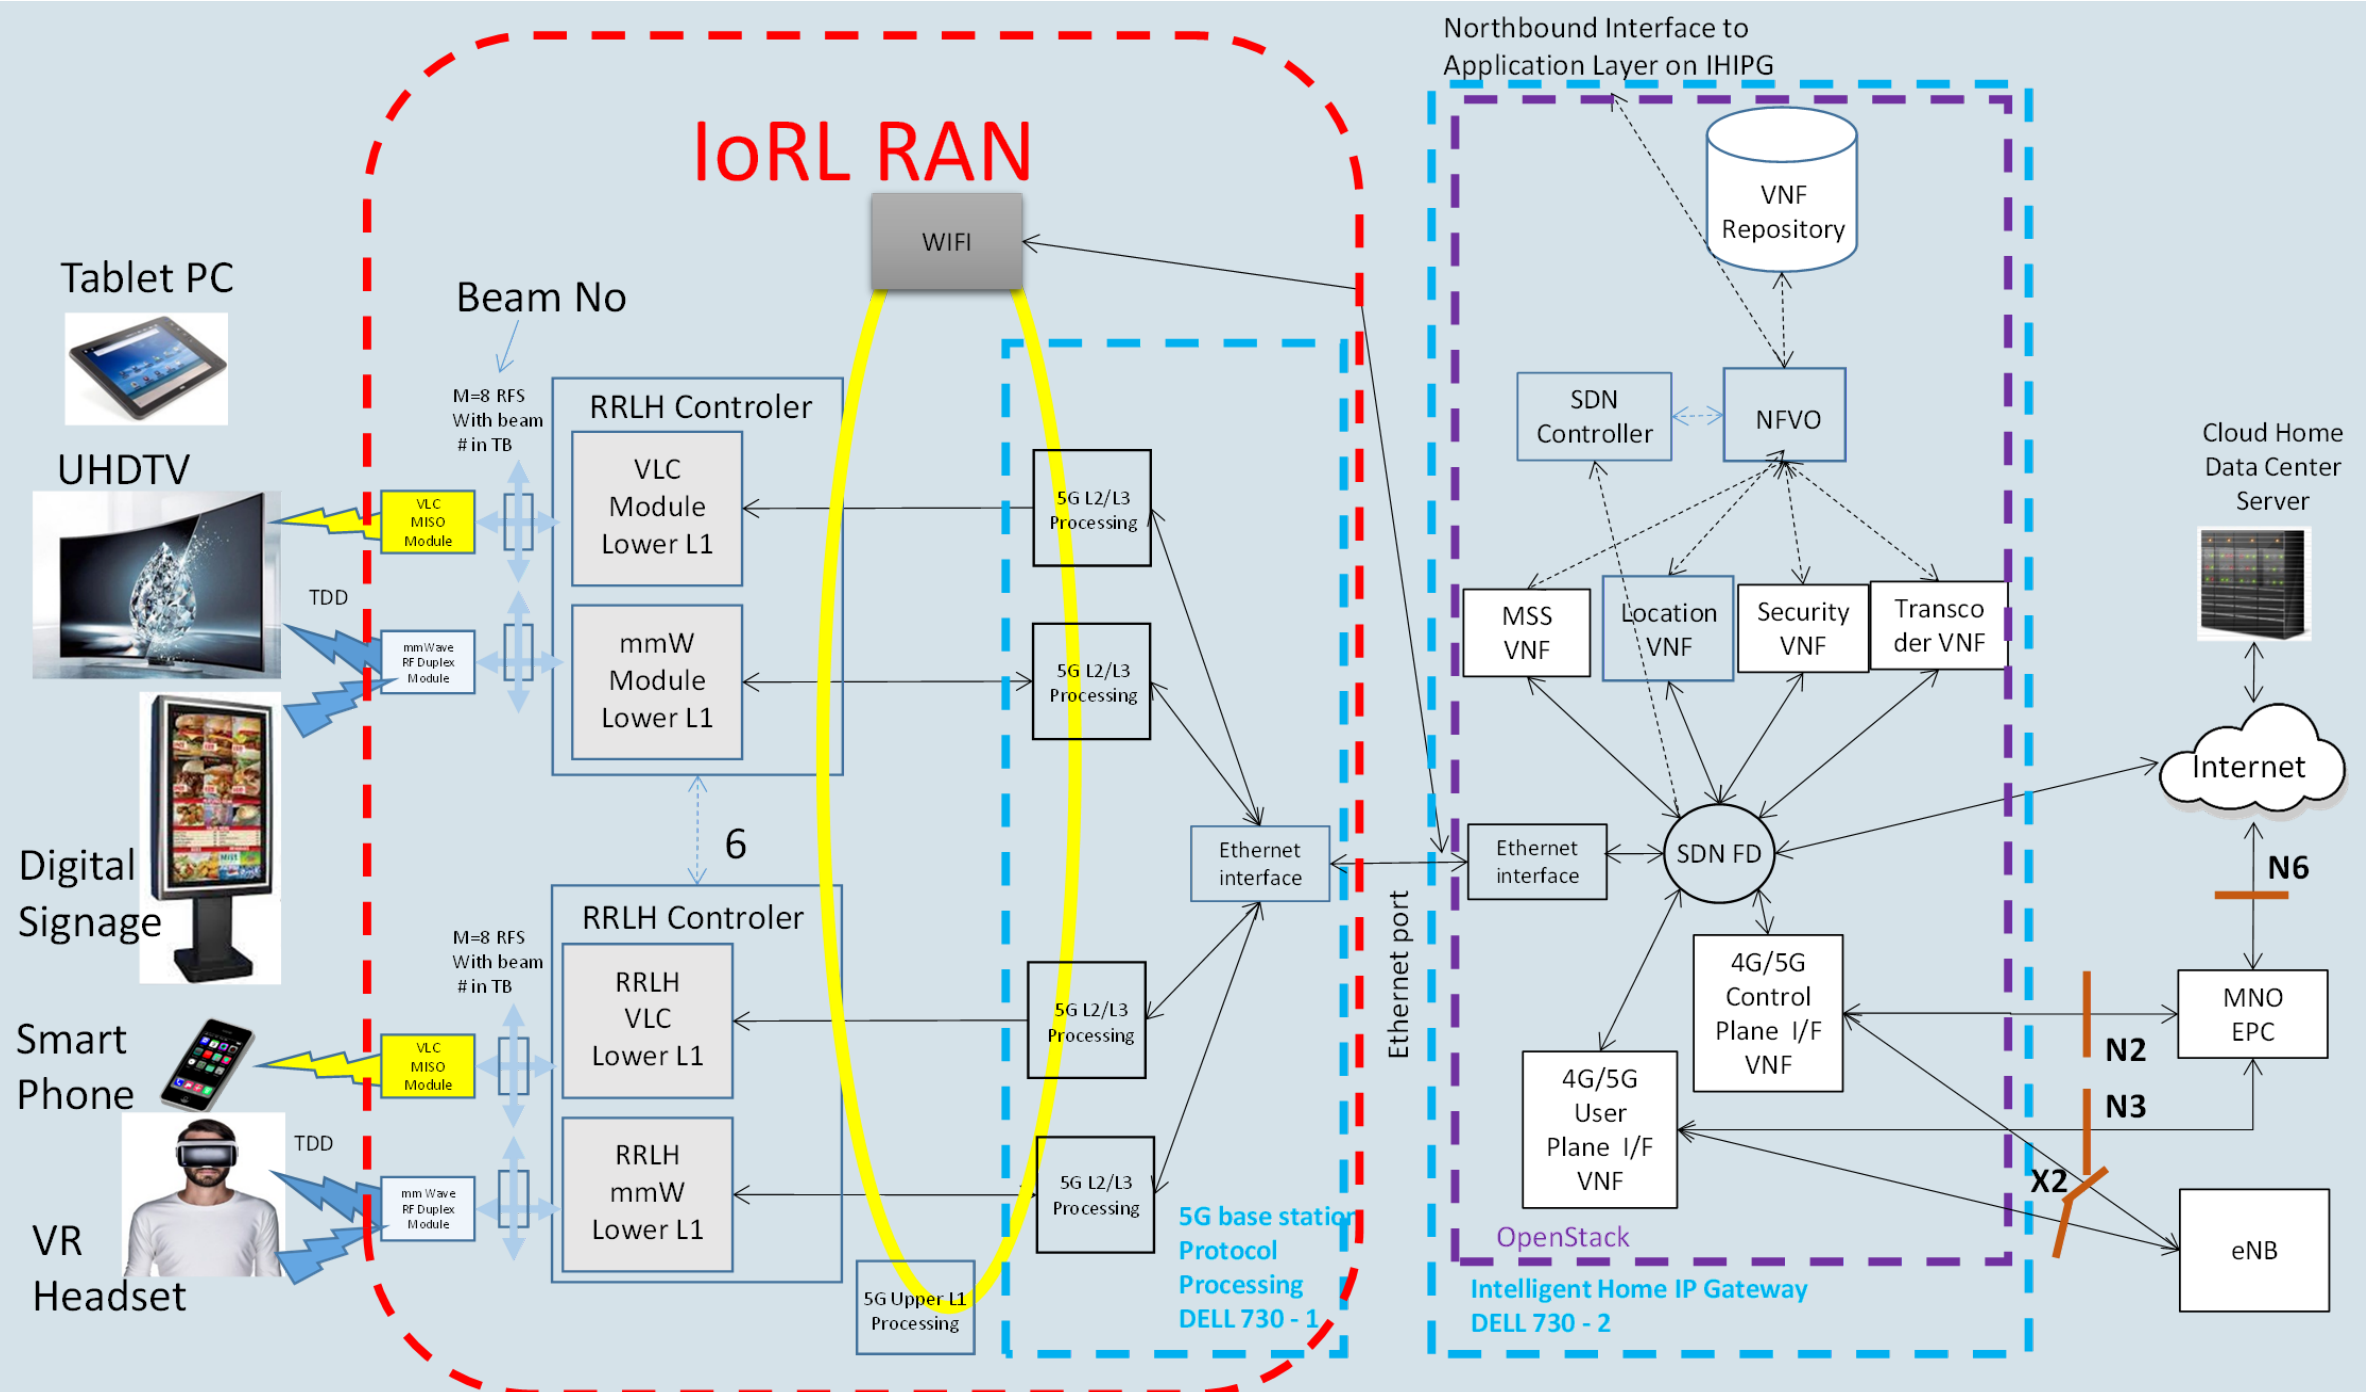 Northbound Interface to
Application Layer on IHIPG
IoRL RAN
WIFI
VNF
Repository
Tablet PC
Beam No
UHDTV
M=8 RFS
With beam
# in TB
RRLH Controler
VLC
Module
Lower L1
mmW
Module
Lower L1
VLC
MISO
Module
TDD
mmWave
RF Duplex
Module
5G L2/L3
Processing
5G L2/L3
Processing
SDN
Controller
NFVO
MSS
VNF
Location
VNF
Security
VNF
Transco
der VNF
Cloud Home
Data Center
Server
Internet
6
Ethernet
interface
Ethernet
interface
SDN FD
N6
Digital
Signage
M=8 RFS
With beam
# in TB
RRLH Controler
RRLH
VLC
Lower L1
RRLH
mmW
Lower L1
5G L2/L3
Processing
5G L2/L3
Processing
Ethernet port
4G/5G
Control
Plane I/F
VNF
4G/5G
User
Plane I/F
VNF
MNO
EPC
N2
N3
X2
eNB
Smart
Phone
VLC
MISO
Module
TDD
mm Wave
RF Duplex
Module
VR
Headset
5G Upper L1
Processing
5G base station
Protocol
Processing
DELL 730 - 1
OpenStack
Intelligent Home IP Gateway
DELL 730 - 2